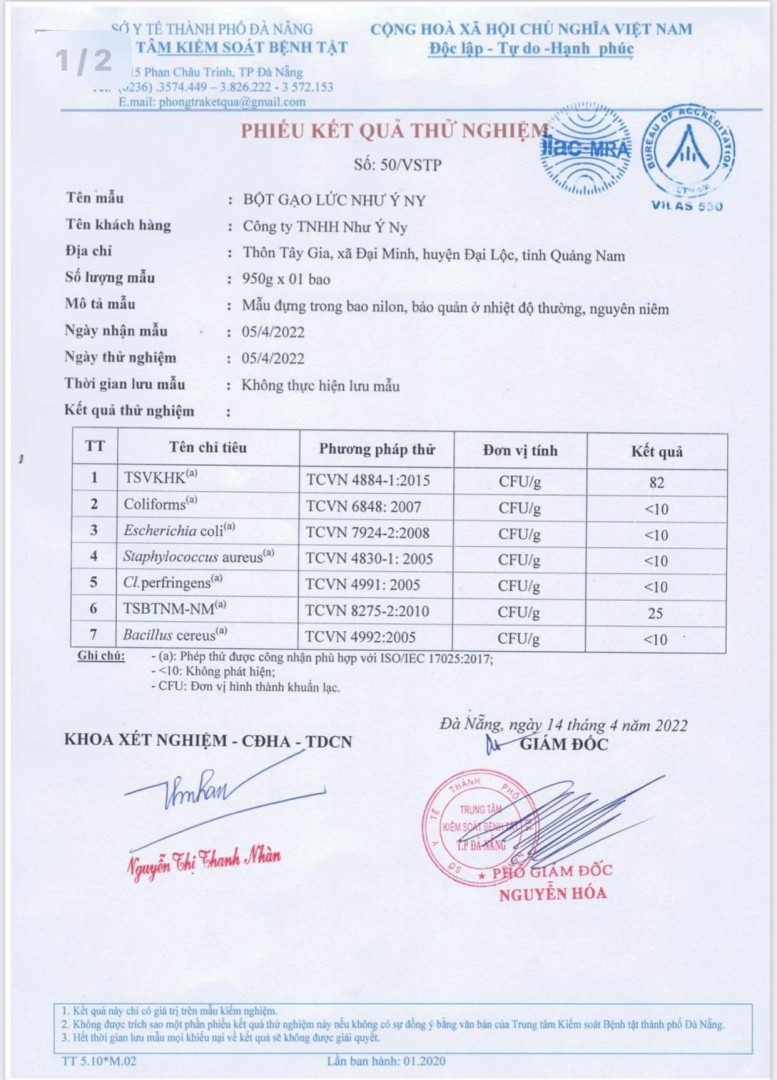 SỞ Y TẾ THÀNH PHỐ ĐÀ NẴNG
CỘNG HOÀ XÃ HỘI CHỦ NGHĨA VIỆT NAM
TÂM KIỂM SOÁT BỆNH TẬT
Độc lập - Tự do -Hạnh phúc
1/2
5 Phan Châu Trinh, TP Đà Nẵng
(0236) .3574.449 – 3.826.222 - 3 572.153
E.mail: phongtraketqua@gmail.com
PHIẾU KẾT QUẢ THỬ NGHIỆM
ilac-MRA
BUREAU OF ACCREDITATION
VILAS 550
Số: 50/VSTP
Tên mẫu : BỘT GẠO LỨC NHƯ Ý NY
Tên khách hàng : Công ty TNHH Như Ý Ny
Địa chỉ : Thôn Tây Gia, xã Đại Minh, huyện Đại Lộc, tỉnh Quảng Nam
Số lượng mẫu : 950g x 01 bao
Mô tả mẫu : Mẫu đựng trong bao nilon, bảo quản ở nhiệt độ thường, nguyên niêm
Ngày nhận mẫu : 05/4/2022
Ngày thử nghiệm : 05/4/2022
Thời gian lưu mẫu : Không thực hiện lưu mẫu
Kết quả thử nghiệm :
TT Tên chỉ tiêu Phương pháp thử Đơn vị tính Kết quả
1 TSVKHK(a) TCVN 4884-1:2015 CFU/g 82
2 Coliforms(a) TCVN 6848: 2007 CFU/g <10
3 Escherichia coli(a) TCVN 7924-2:2008 CFU/g <10
4 Staphylococcus aureus(a) TCVN 4830-1: 2005 CFU/g <10
5 Cl.perfringens(a) TCVN 4991: 2005 CFU/g <10
6 TSBTNM-NM(a) TCVN 8275-2:2010 CFU/g 25
7 Bacillus cereus(a) TCVN 4992:2005 CFU/g <10
Ghi chú: - (a): Phép thử được công nhận phù hợp với ISO/IEC 17025:2017;
- <10: Không phát hiện;
- CFU: Đơn vị hình thành khuẩn lạc.
Đà Nẵng, ngày 14 tháng 4 năm 2022
KHOA XÉT NGHIỆM - CĐHA - TDCN
GIÁM ĐỐC
SỞ Y TẾ THÀNH PHỐ
TRUNG TÂM
KIỂM SOÁT BỆNH TẬT
T.P ĐÀ NẴNG
Nguyễn Thị Thanh Nhàn
PHÓ GIÁM ĐỐC
NGUYỄN HÓA
1. Kết quả này chỉ có giá trị trên mẫu kiểm nghiệm.
2. Không được trích sao một phần phiếu kết quả thử nghiệm này nếu không có sự đồng ý bằng văn bản của Trung tâm Kiểm soát Bệnh tật thành phố Đà Nẵng.
3. Hết thời gian lưu mẫu mọi khiếu nại về kết quả sẽ không được giải quyết.
TT 5.10*M.02
Lần ban hành: 01.2020